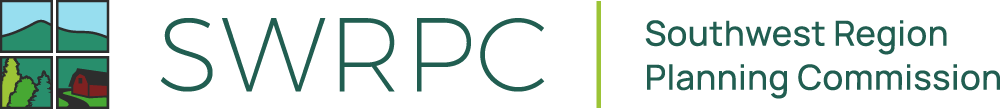 SWRPC
Southwest Region
Planning Commission